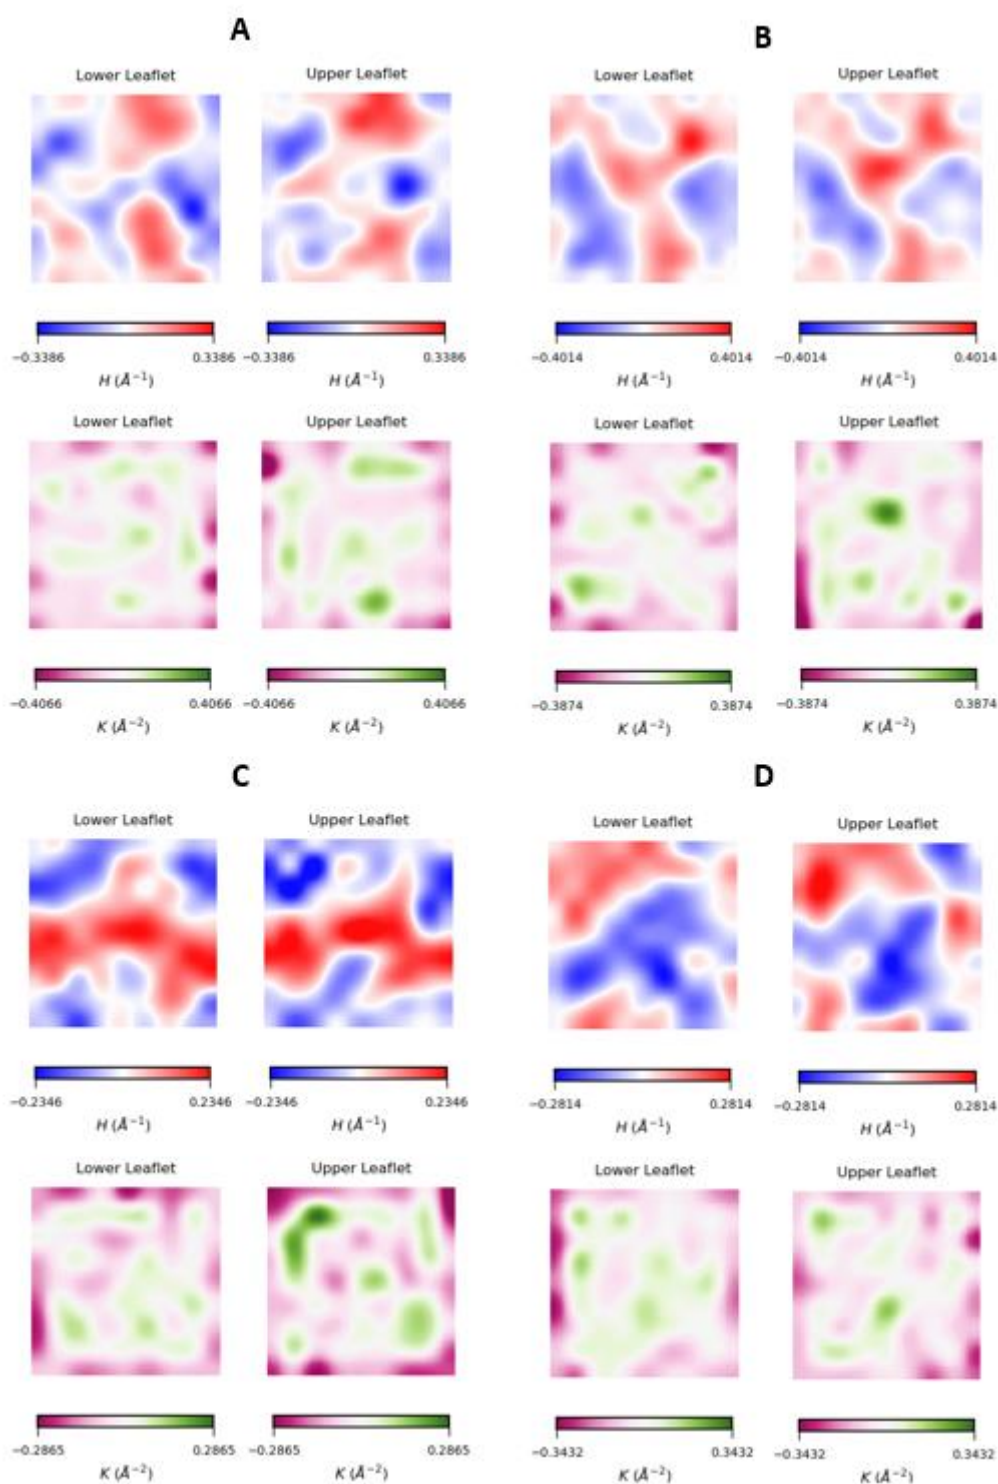 A
B
Lower Leaflet Upper Leaflet Lower Leaflet Upper Leaflet
−0.3386 0.3386 −0.3386 0.3386 −0.4014 0.4014 −0.4014 0.4014
H (Å⁻¹) H (Å⁻¹) H (Å⁻¹) H (Å⁻¹)
Lower Leaflet Upper Leaflet Lower Leaflet Upper Leaflet
−0.4066 0.4066 −0.4066 0.4066 −0.3874 0.3874 −0.3874 0.3874
K (Å⁻²) K (Å⁻²) K (Å⁻²) K (Å⁻²)
C D
Lower Leaflet Upper Leaflet Lower Leaflet Upper Leaflet
−0.2346 0.2346 −0.2346 0.2346 −0.2814 0.2814 −0.2814 0.2814
H (Å⁻¹) H (Å⁻¹) H (Å⁻¹) H (Å⁻¹)
Lower Leaflet Upper Leaflet Lower Leaflet Upper Leaflet
−0.2865 0.2865 −0.2865 0.2865 −0.3432 0.3432 −0.3432 0.3432
K (Å⁻²) K (Å⁻²) K (Å⁻²) K (Å⁻²)